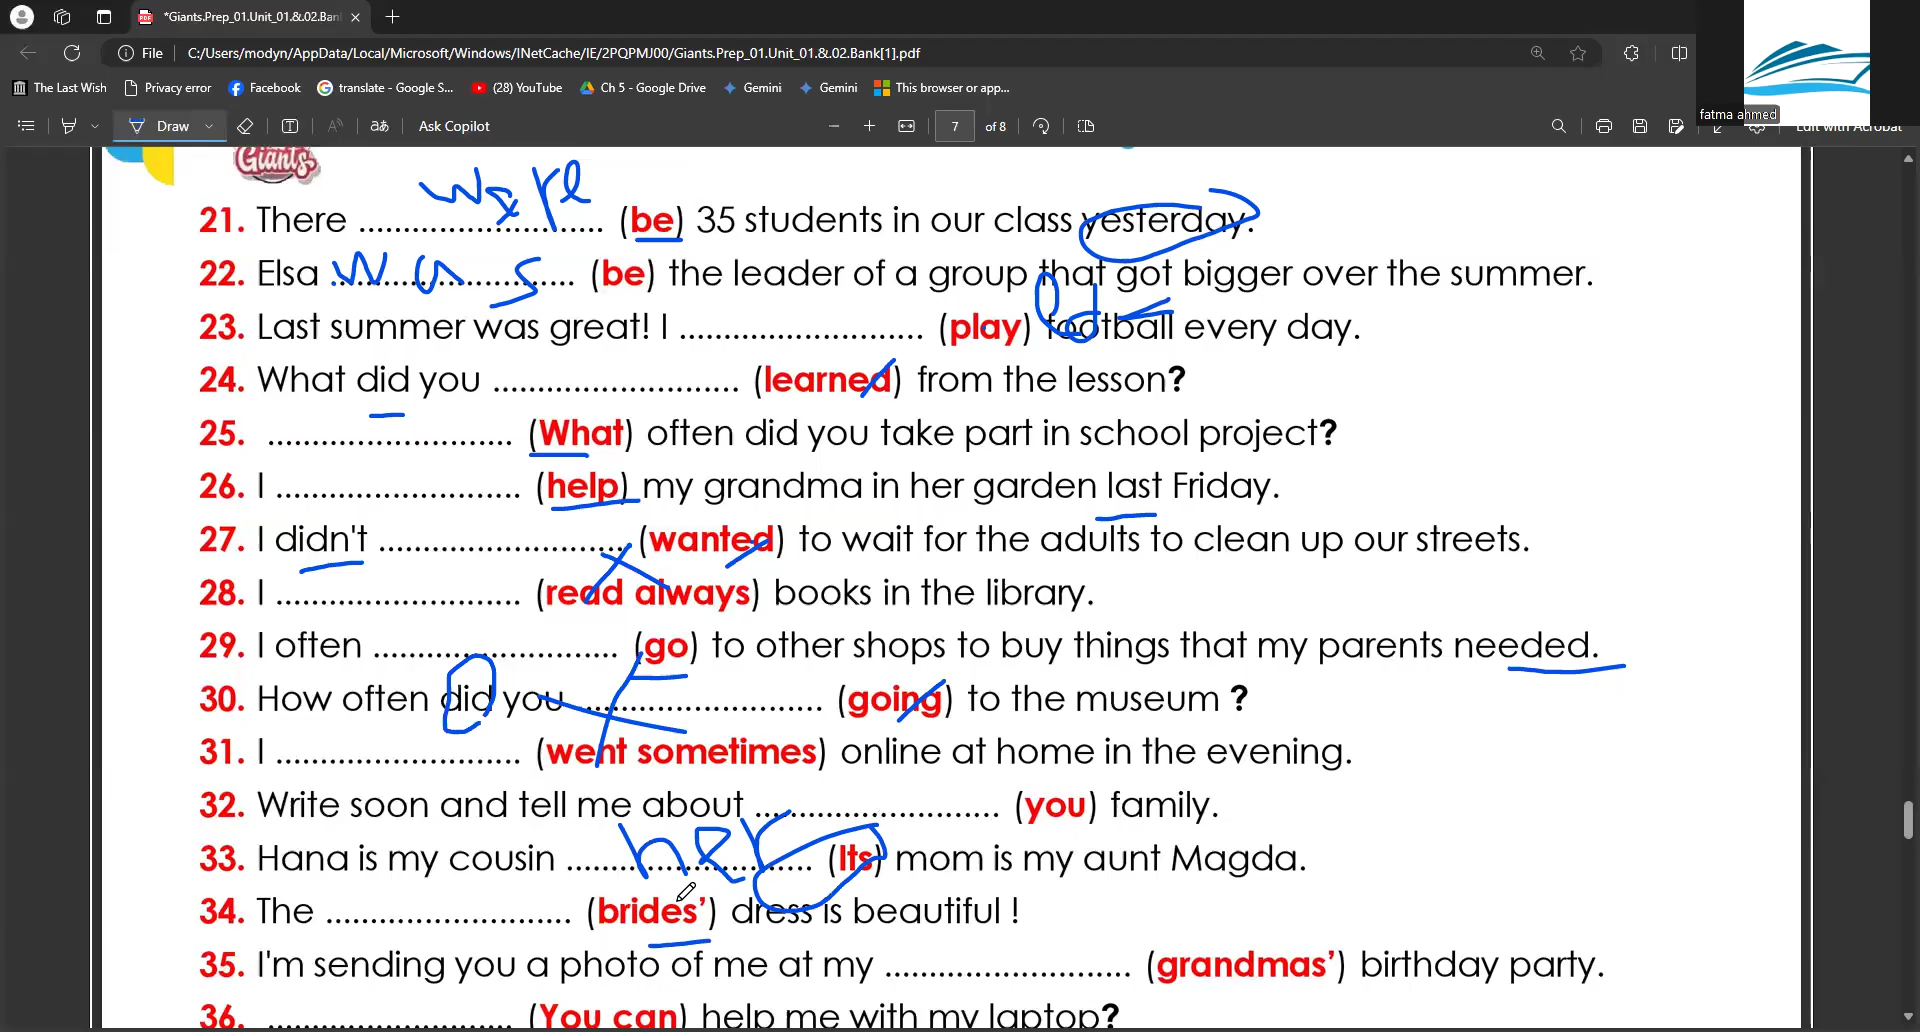 *Giants.Prep_01.Unit_01.&.02.Ban
File C:/Users/modyn/AppData/Local/Microsoft/Windows/INetCache/IE/2PQPMJ00/Giants.Prep_01.Unit_01.&.02.Bank[1].pdf
The Last Wish Privacy error Facebook translate - Google S... (28) YouTube Ch 5 - Google Drive Gemini Gemini This browser or app...
fatma ahmed
Draw Ask Copilot 7 of 8 Edit with Acrobat
Giants
were
21. There ........................... (be) 35 students in our class yesterday.
22. Elsa was ........................... (be) the leader of a group that got bigger over the summer.
ed
23. Last summer was great! I ........................... (play) football every day.
24. What did you ........................... (learned) from the lesson?
25. ........................... (What) often did you take part in school project?
26. I ........................... (help) my grandma in her garden last Friday.
27. I didn't ........................... (wanted) to wait for the adults to clean up our streets.
28. I ........................... (read always) books in the library.
29. I often ........................... (go) to other shops to buy things that my parents needed.
30. How often did you ........................... (going) to the museum ?
31. I ........................... (went sometimes) online at home in the evening.
32. Write soon and tell me about ........................... (you) family.
33. Hana is my cousin ........................... her (Its) mom is my aunt Magda.
34. The ........................... (brides’) dress is beautiful !
35. I'm sending you a photo of me at my ........................... (grandmas’) birthday party.
36. ........................... (You can) help me with my laptop?